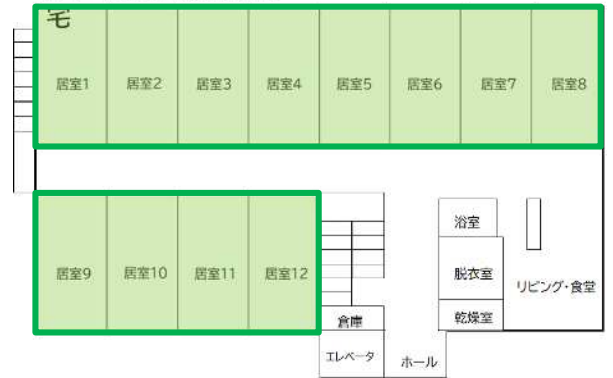 宅
居室1 居室2 居室3 居室4 居室5 居室6 居室7 居室8
浴室
居室9 居室10 居室11 居室12 脱衣室 リビング・食堂
倉庫 乾燥室
エレベータ ホール